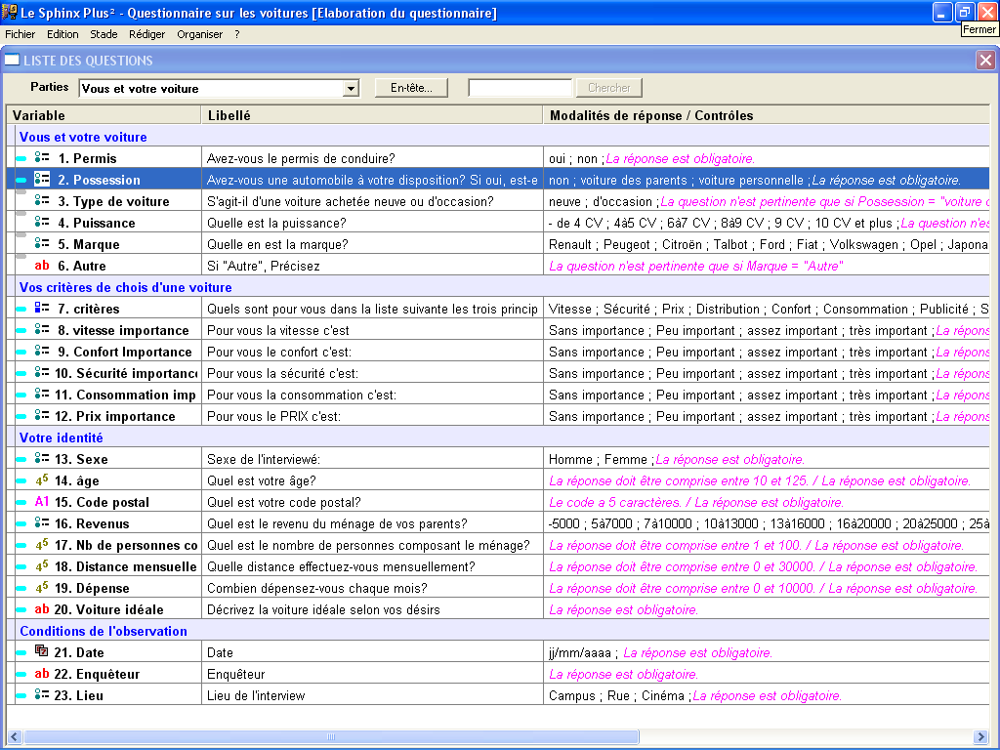 Le Sphinx Plus² - Questionnaire sur les voitures [Elaboration du questionnaire]
Fermer
Fichier Edition Stade Rédiger Organiser ?
LISTE DES QUESTIONS
Parties Vous et votre voiture En-tête... Chercher
Variable Libellé Modalités de réponse / Contrôles
Vous et votre voiture
1. Permis Avez-vous le permis de conduire? oui ; non ;La réponse est obligatoire.
2. Possession Avez-vous une automobile à votre disposition? Si oui, est-e non ; voiture des parents ; voiture personnelle ;La réponse est obligatoire.
3. Type de voiture S'agit-il d'une voiture achetée neuve ou d'occasion? neuve ; d'occasion ;La question n'est pertinente que si Possession = "voiture
4. Puissance Quelle est la puissance? - de 4 CV ; 4à5 CV ; 6à7 CV ; 8à9 CV ; 9 CV ; 10 CV et plus ;La question n'es
5. Marque Quelle en est la marque? Renault ; Peugeot ; Citroën ; Talbot ; Ford ; Fiat ; Volkswagen ; Opel ; Japona
ab 6. Autre Si "Autre", Précisez La question n'est pertinente que si Marque = "Autre"
Vos critères de chois d'une voiture
7. critères Quels sont pour vous dans la liste suivante les trois princip Vitesse ; Sécurité ; Prix ; Distribution ; Confort ; Consommation ; Publicité ; S
8. vitesse importance Pour vous la vitesse c'est Sans importance ; Peu important ; assez important ; très important ;La répons
9. Confort Importance Pour vous le confort c'est: Sans importance ; Peu important ; assez important ; très important ;La répons
10. Sécurité importance Pour vous la sécurité c'est: Sans importance ; Peu important ; assez important ; très important ;La répons
11. Consommation imp Pour vous la consommation c'est: Sans importance ; Peu important ; assez important ; très important ;La répons
12. Prix importance Pour vous le PRIX c'est: Sans importance ; Peu important ; assez important ; très important ;La répons
Votre identité
13. Sexe Sexe de l'interviewé: Homme ; Femme ;La réponse est obligatoire.
4⁵ 14. âge Quel est votre âge? La réponse doit être comprise entre 10 et 125. / La réponse est obligatoire.
A1 15. Code postal Quel est votre code postal? Le code a 5 caractères. / La réponse est obligatoire.
16. Revenus Quel est le revenu du ménage de vos parents? -5000 ; 5à7000 ; 7à10000 ; 10à13000 ; 13à16000 ; 16à20000 ; 20à25000 ; 25à
4⁵ 17. Nb de personnes co Quel est le nombre de personnes composant le ménage? La réponse doit être comprise entre 1 et 100. / La réponse est obligatoire.
4⁵ 18. Distance mensuelle Quelle distance effectuez-vous mensuellement? La réponse doit être comprise entre 0 et 30000. / La réponse est obligatoire.
4⁵ 19. Dépense Combien dépensez-vous chaque mois? La réponse doit être comprise entre 0 et 10000. / La réponse est obligatoire.
ab 20. Voiture idéale Décrivez la voiture idéale selon vos désirs La réponse est obligatoire.
Conditions de l'observation
21. Date Date jj/mm/aaaa ; La réponse est obligatoire.
ab 22. Enquêteur Enquêteur La réponse est obligatoire.
23. Lieu Lieu de l'interview Campus ; Rue ; Cinéma ;La réponse est obligatoire.